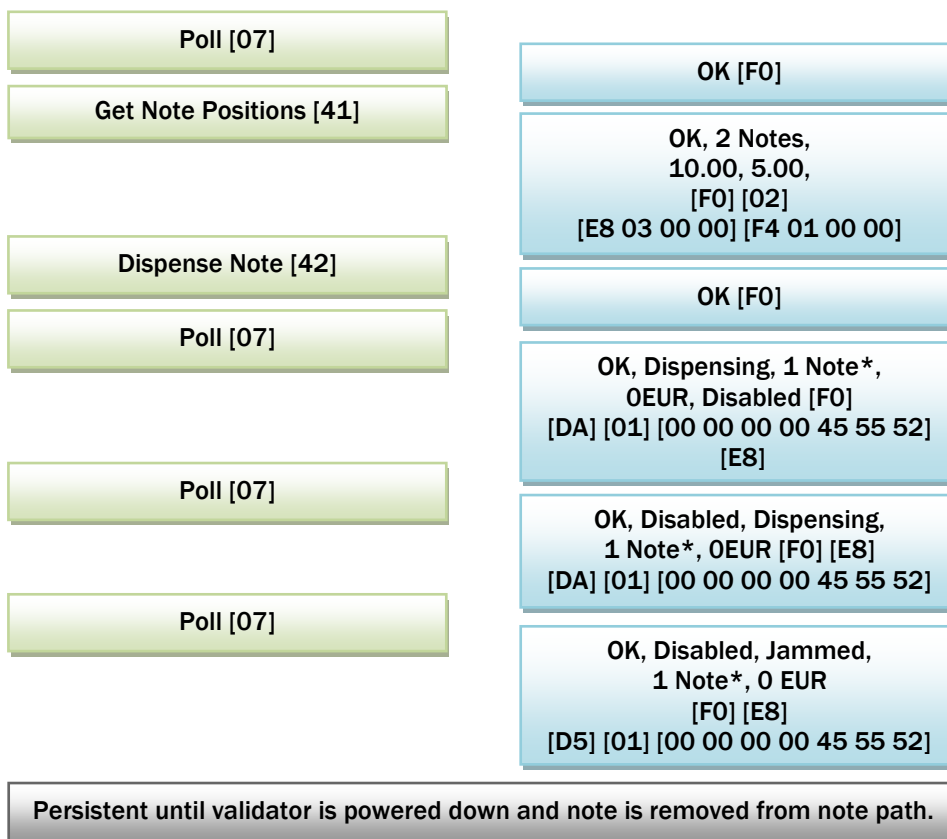 Poll [07]
OK [F0]
Get Note Positions [41]
OK, 2 Notes,
10.00, 5.00,
[F0] [02]
[E8 03 00 00] [F4 01 00 00]
Dispense Note [42]
OK [F0]
Poll [07]
OK, Dispensing, 1 Note*,
0EUR, Disabled [F0]
[DA] [01] [00 00 00 00 45 55 52]
[E8]
Poll [07]
OK, Disabled, Dispensing,
1 Note*, 0EUR [F0] [E8]
[DA] [01] [00 00 00 00 45 55 52]
Poll [07]
OK, Disabled, Jammed,
1 Note*, 0 EUR
[F0] [E8]
[D5] [01] [00 00 00 00 45 55 52]
Persistent until validator is powered down and note is removed from note path.